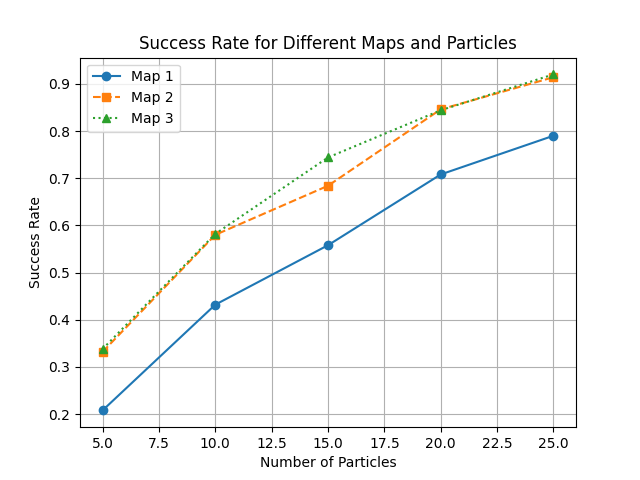 Success Rate for Different Maps and Particles
Map 1
Map 2
Map 3
Success Rate
0.9
0.8
0.7
0.6
0.5
0.4
0.3
0.2
5.0 7.5 10.0 12.5 15.0 17.5 20.0 22.5 25.0
Number of Particles